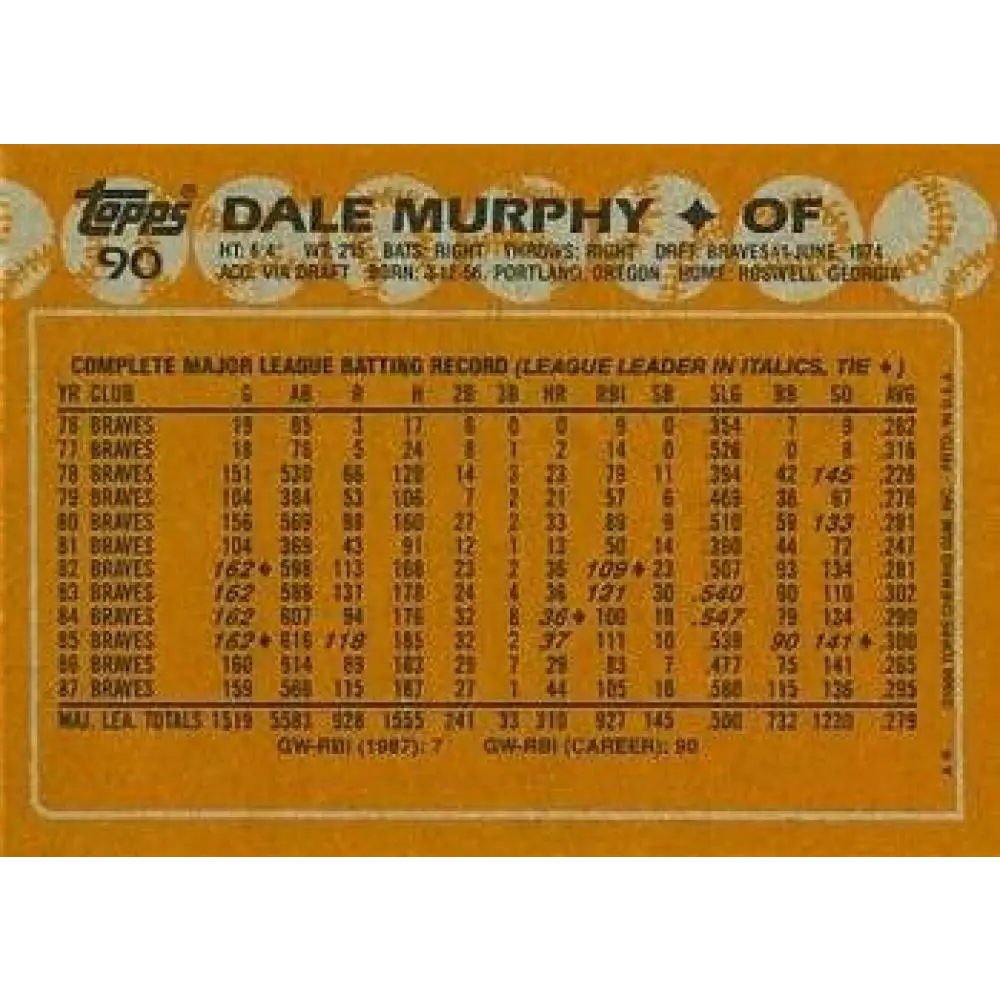 topps® DALE MURPHY ✦ OF
90 HT: 6'4" WT: 215 BATS: RIGHT THROWS: RIGHT DRFT: BRAVES #1-JUNE, 1974
ACQ: VIA DRAFT BORN: 3-12-56, PORTLAND, OREGON HOME: ROSWELL, GEORGIA
COMPLETE MAJOR LEAGUE BATTING RECORD (LEAGUE LEADER IN ITALICS, TIE ✦)
YR CLUB G AB R H 2B 3B HR RBI SB SLG BB SO AVG
76 BRAVES 19 65 3 17 6 0 0 9 0 .354 7 9 .262
77 BRAVES 18 76 5 24 8 1 2 14 0 .526 0 8 .316
78 BRAVES 151 530 66 120 14 3 23 79 11 .394 42 145 .226
79 BRAVES 104 384 53 106 7 2 21 57 6 .469 38 67 .276
80 BRAVES 156 569 98 160 27 2 33 89 9 .510 59 133 .281
81 BRAVES 104 369 43 91 12 1 13 50 14 .390 44 72 .247
82 BRAVES 162✦ 598 113 168 23 2 36 109✦ 23 .507 93 134 .281
83 BRAVES 162 589 131 178 24 4 36 121 30 .540 90 110 .302
84 BRAVES 162 607 94 176 32 8 36✦ 100 19 .547 79 134 .290
85 BRAVES 162✦ 616 118 185 32 2 37 111 10 .539 90 141✦ .300
86 BRAVES 160 614 89 163 29 7 29 83 7 .477 75 141 .265
87 BRAVES 159 566 115 167 27 1 44 105 16 .580 115 136 .295
MAJ. LEA. TOTALS 1519 5583 928 1555 241 33 310 927 145 .500 732 1230 .279
GW-RBI (1987): 7 GW-RBI (CAREER): 90